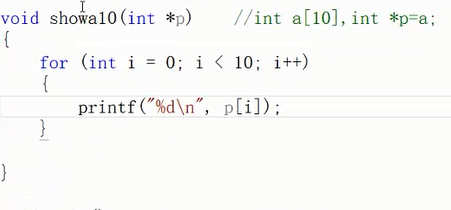 void showa10(int *p)    //int a[10],int *p=a;
{
    for (int i = 0; i < 10; i++)
    {
        printf("%d\n", p[i]);
    }
}